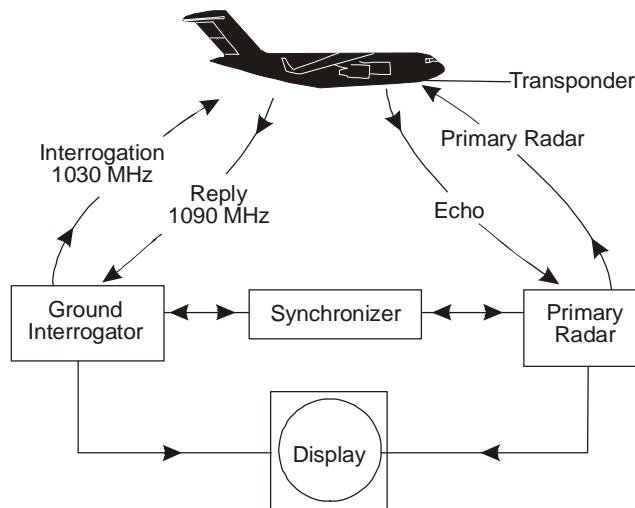 Transponder
Interrogation
1030 MHz
Primary Radar
Reply
1090 MHz
Echo
Ground
Interrogator
Synchronizer
Primary
Radar
Display